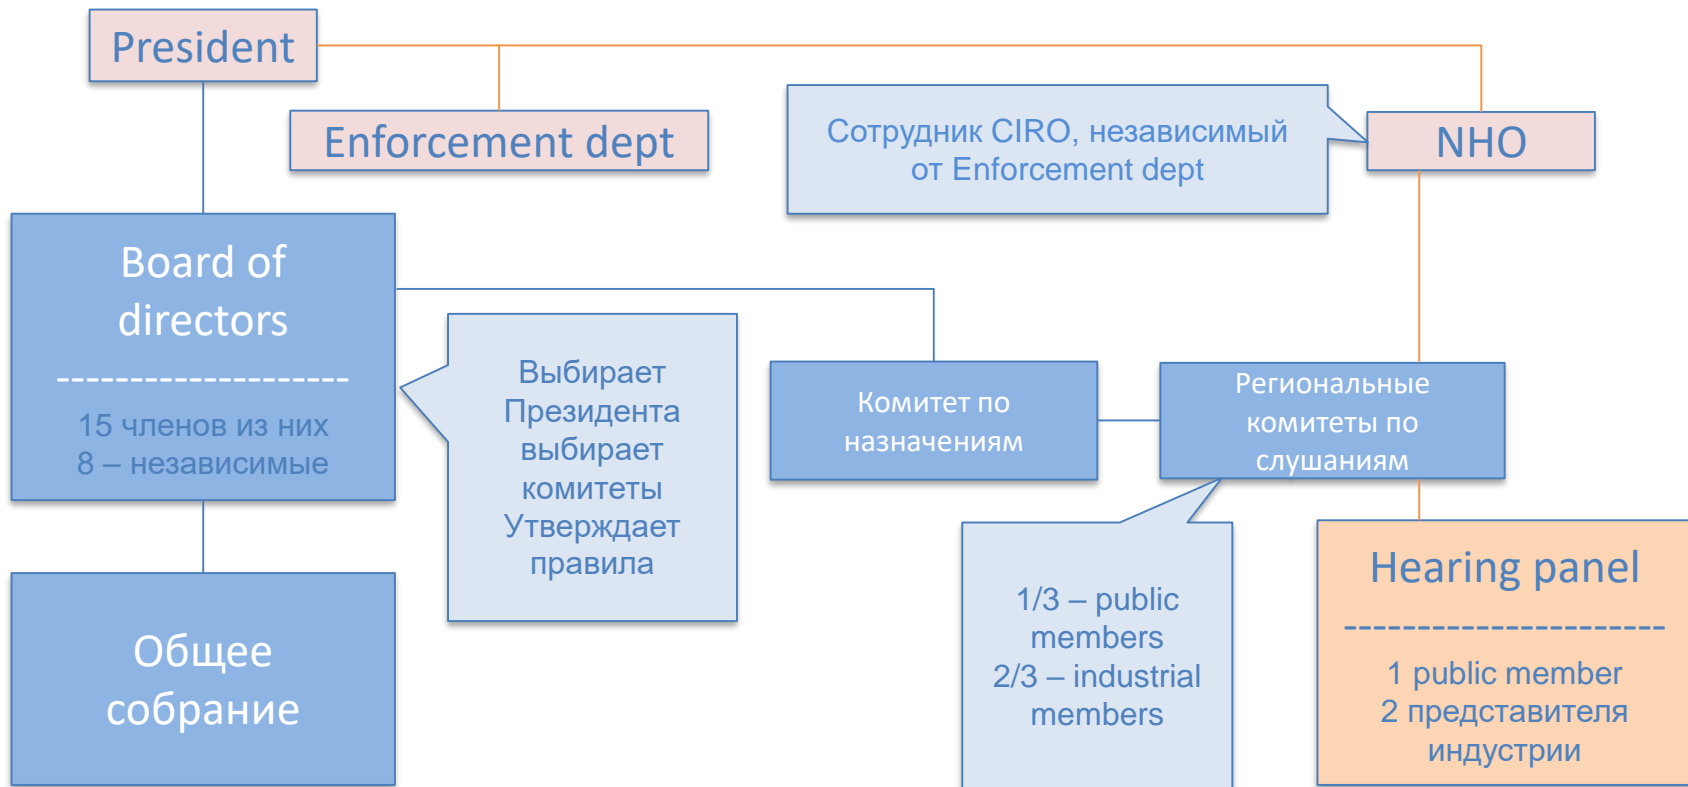 President
Enforcement dept
Сотрудник CIRO, независимый
от Enforcement dept
NHO
Board of
directors
--------------------
15 членов из них
8 – независимые
Выбирает
Президента
выбирает
комитеты
Утверждает
правила
Комитет по
назначениям
Региональные
комитеты по
слушаниям
Общее
собрание
1/3 – public
members
2/3 – industrial
members
Hearing panel
----------------------
1 public member
2 представителя
индустрии